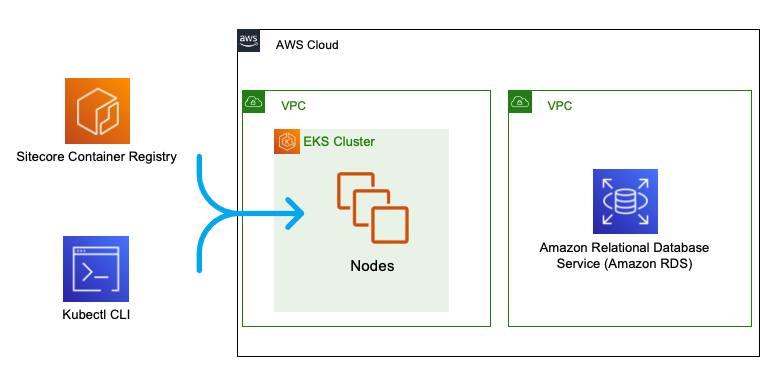 aws
AWS Cloud
VPC
VPC
EKS Cluster
Sitecore Container Registry
Nodes
Amazon Relational Database
Service (Amazon RDS)
Kubectl CLI